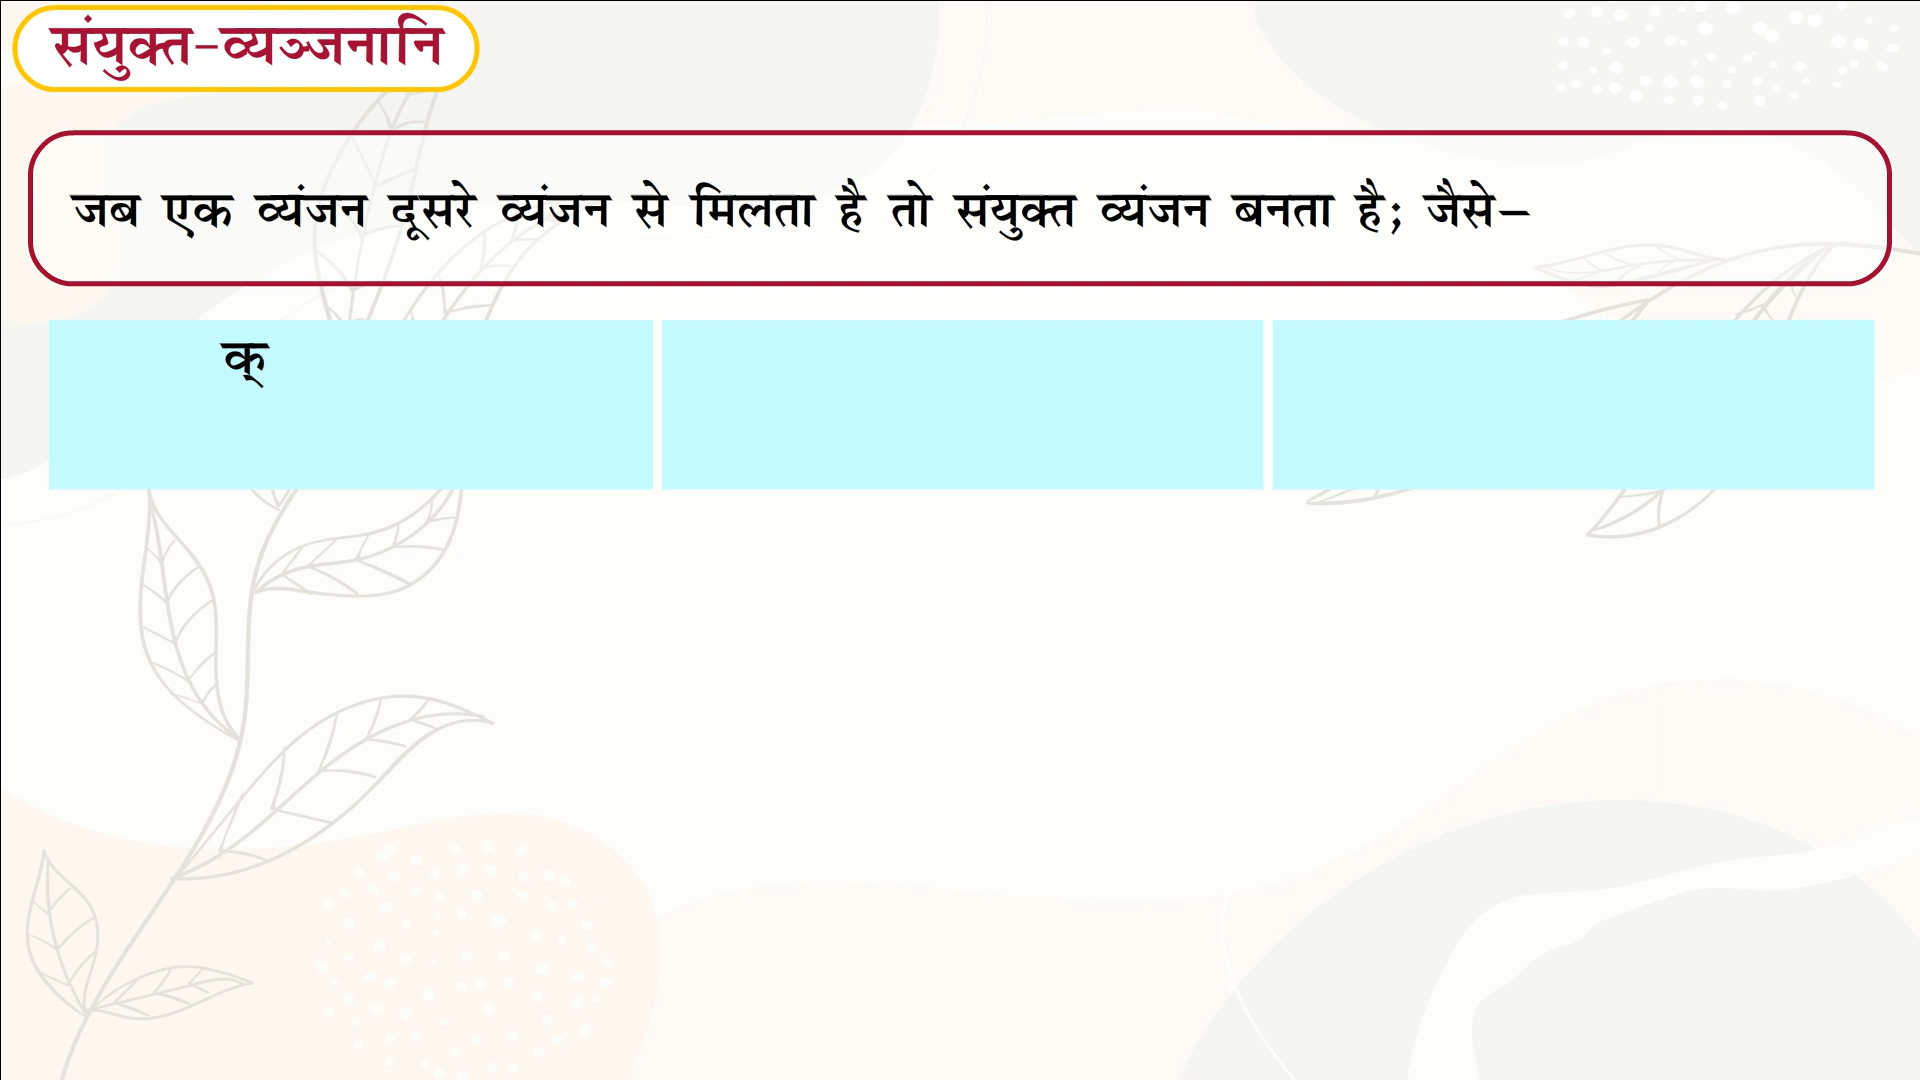 संयुक्त-व्यञ्जनानि
जब एक व्यंजन दूसरे व्यंजन से मिलता है तो संयुक्त व्यंजन बनता है; जैसे–
क्